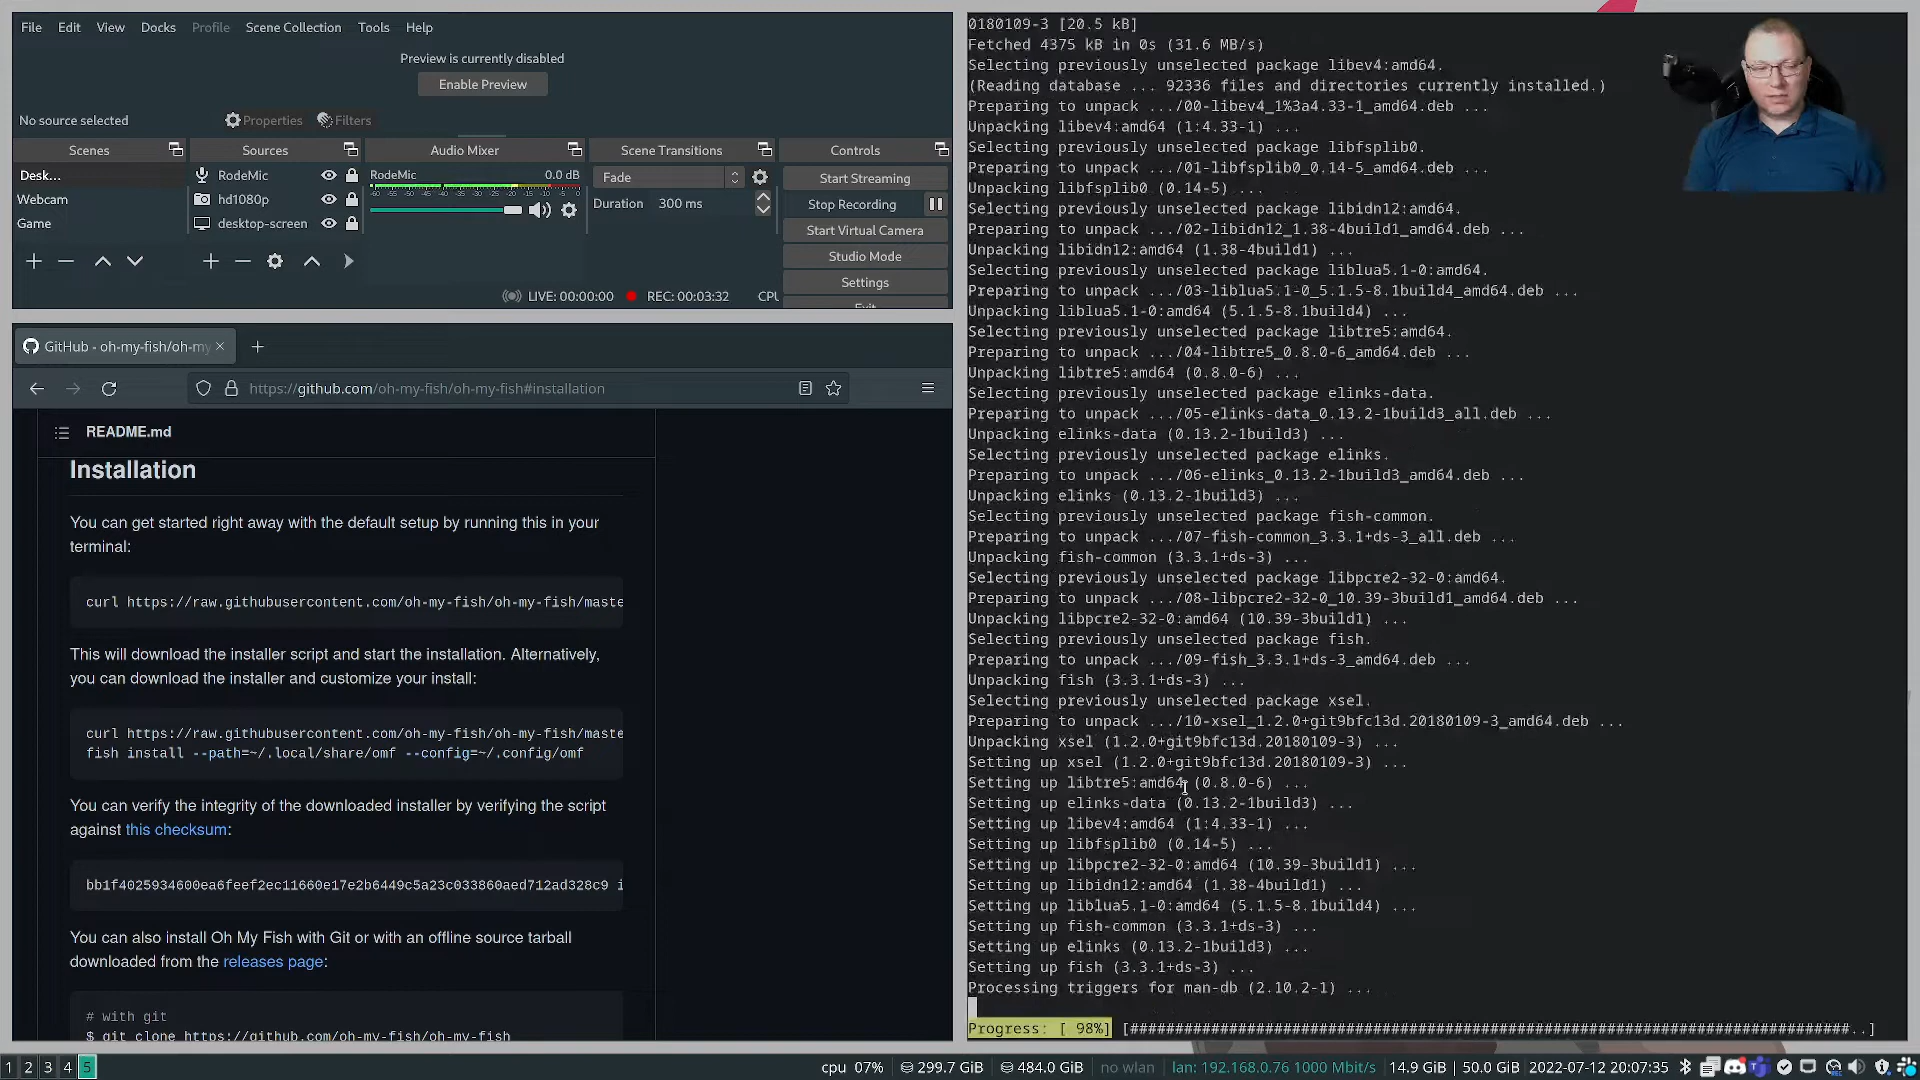 File Edit View Docks Profile Scene Collection Tools Help
Preview is currently disabled
Enable Preview
No source selected
Properties
Filters
Scenes
Sources
Audio Mixer
Scene Transitions
Controls
Desk...
Webcam
Game
RodeMic
hd1080p
desktop-screen
RodeMic 0.0 dB
-60 -55 -50 -45 -40 -35 -30 -25 -20 -15 -10 -5 0
Fade
Duration 300 ms
Start Streaming
Stop Recording
Start Virtual Camera
Studio Mode
Settings
Exit
LIVE: 00:00:00 REC: 00:03:32 CPU
GitHub - oh-my-fish/oh-my
https://github.com/oh-my-fish/oh-my-fish#installation
README.md
Installation
You can get started right away with the default setup by running this in your
terminal:
curl https://raw.githubusercontent.com/oh-my-fish/oh-my-fish/maste
This will download the installer script and start the installation. Alternatively,
you can download the installer and customize your install:
curl https://raw.githubusercontent.com/oh-my-fish/oh-my-fish/maste
fish install --path=~/.local/share/omf --config=~/.config/omf
You can verify the integrity of the downloaded installer by verifying the script
against this checksum:
bb1f4025934600ea6feef2ec11660e17e2b6449c5a23c033860aed712ad328c9 i
You can also install Oh My Fish with Git or with an offline source tarball
downloaded from the releases page:
# with git
$ git clone https://github.com/oh-my-fish/oh-my-fish
0180109-3 [20.5 kB]
Fetched 4375 kB in 0s (31.6 MB/s)
Selecting previously unselected package libev4:amd64.
(Reading database ... 92336 files and directories currently installed.)
Preparing to unpack .../00-libev4_1%3a4.33-1_amd64.deb ...
Unpacking libev4:amd64 (1:4.33-1) ...
Selecting previously unselected package libfsplib0.
Preparing to unpack .../01-libfsplib0_0.14-5_amd64.deb ...
Unpacking libfsplib0 (0.14-5) ...
Selecting previously unselected package libidn12:amd64.
Preparing to unpack .../02-libidn12_1.38-4build1_amd64.deb ...
Unpacking libidn12:amd64 (1.38-4build1) ...
Selecting previously unselected package liblua5.1-0:amd64.
Preparing to unpack .../03-liblua5.1-0_5.1.5-8.1build4_amd64.deb ...
Unpacking liblua5.1-0:amd64 (5.1.5-8.1build4) ...
Selecting previously unselected package libtre5:amd64.
Preparing to unpack .../04-libtre5_0.8.0-6_amd64.deb ...
Unpacking libtre5:amd64 (0.8.0-6) ...
Selecting previously unselected package elinks-data.
Preparing to unpack .../05-elinks-data_0.13.2-1build3_all.deb ...
Unpacking elinks-data (0.13.2-1build3) ...
Selecting previously unselected package elinks.
Preparing to unpack .../06-elinks_0.13.2-1build3_amd64.deb ...
Unpacking elinks (0.13.2-1build3) ...
Selecting previously unselected package fish-common.
Preparing to unpack .../07-fish-common_3.3.1+ds-3_all.deb ...
Unpacking fish-common (3.3.1+ds-3) ...
Selecting previously unselected package libpcre2-32-0:amd64.
Preparing to unpack .../08-libpcre2-32-0_10.39-3build1_amd64.deb ...
Unpacking libpcre2-32-0:amd64 (10.39-3build1) ...
Selecting previously unselected package fish.
Preparing to unpack .../09-fish_3.3.1+ds-3_amd64.deb ...
Unpacking fish (3.3.1+ds-3) ...
Selecting previously unselected package xsel.
Preparing to unpack .../10-xsel_1.2.0+git9bfc13d.20180109-3_amd64.deb ...
Unpacking xsel (1.2.0+git9bfc13d.20180109-3) ...
Setting up xsel (1.2.0+git9bfc13d.20180109-3) ...
Setting up libtre5:amd64 (0.8.0-6) ...
Setting up elinks-data (0.13.2-1build3) ...
Setting up libev4:amd64 (1:4.33-1) ...
Setting up libfsplib0 (0.14-5) ...
Setting up libpcre2-32-0:amd64 (10.39-3build1) ...
Setting up libidn12:amd64 (1.38-4build1) ...
Setting up liblua5.1-0:amd64 (5.1.5-8.1build4) ...
Setting up fish-common (3.3.1+ds-3) ...
Setting up elinks (0.13.2-1build3) ...
Setting up fish (3.3.1+ds-3) ...
Processing triggers for man-db (2.10.2-1) ...
Progress: [ 98%] [################################################################################..]
1 2 3 4 5 cpu 07% 299.7 GiB 484.0 GiB no wlan lan: 192.168.0.76 1000 Mbit/s 14.9 GiB | 50.0 GiB 2022-07-12 20:07:35